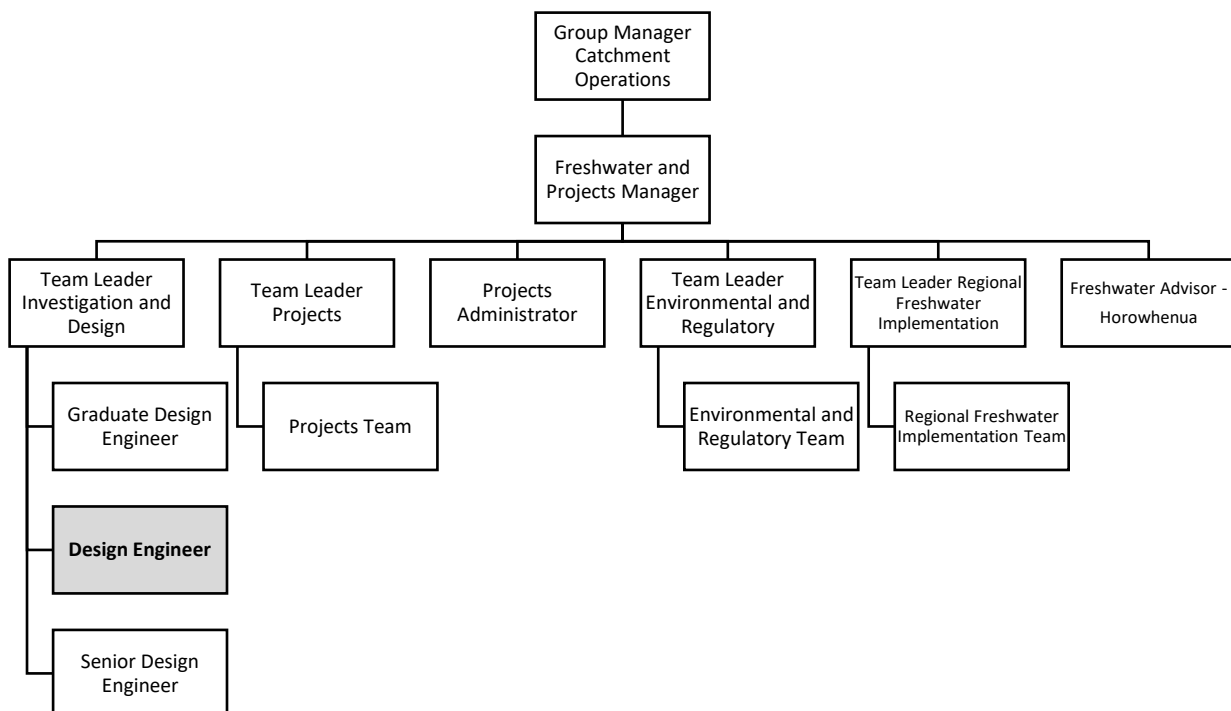 Group Manager
Catchment
Operations
Freshwater and
Projects Manager
Team Leader
Investigation and
Design
Team Leader
Projects
Projects
Administrator
Team Leader
Environmental and
Regulatory
Team Leader Regional
Freshwater
Implementation
Freshwater Advisor -
Horowhenua
Graduate Design
Engineer
Projects Team
Environmental and
Regulatory Team
Regional Freshwater
Implementation Team
Design Engineer
Senior Design
Engineer